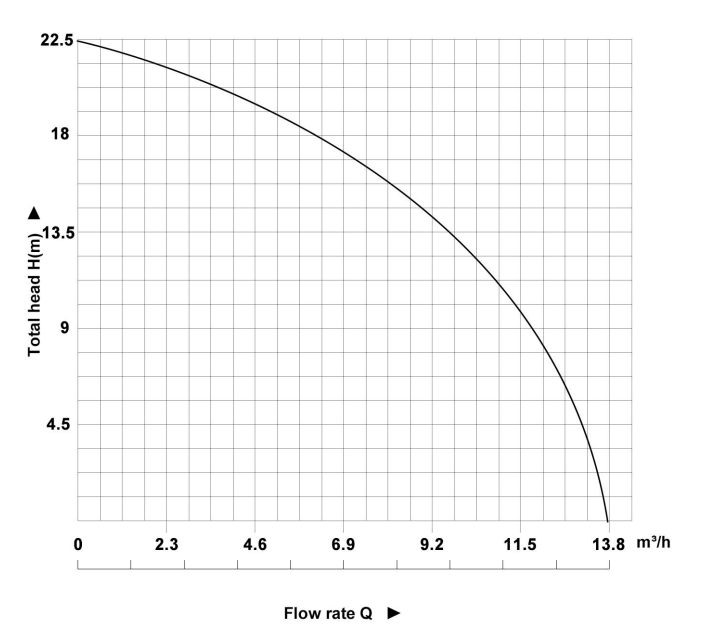 22.5
18
13.5
9
4.5
Total head H(m) ▲
0 2.3 4.6 6.9 9.2 11.5 13.8 m³/h
Flow rate Q ►